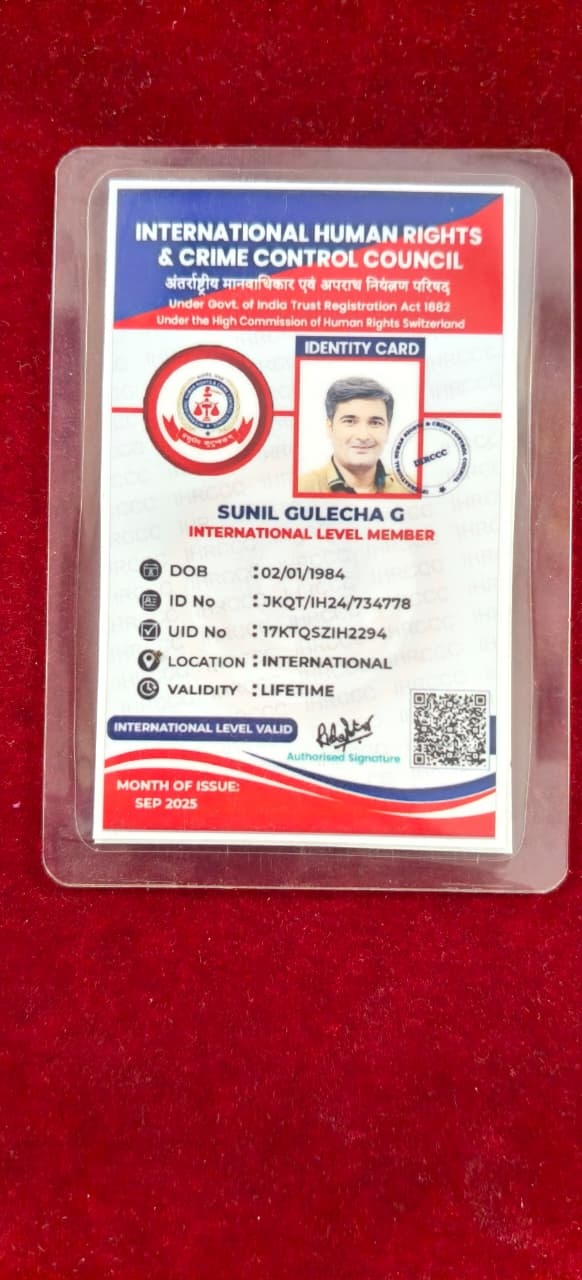 INTERNATIONAL HUMAN RIGHTS
& CRIME CONTROL COUNCIL
अंतर्राष्ट्रीय मानवाधिकार एवं अपराध नियंत्रण परिषद्
Under Govt. of India Trust Registration Act 1882
Under the High Commission of Human Rights Switzerland
IDENTITY CARD
IHRCCC
SUNIL GULECHA G
INTERNATIONAL LEVEL MEMBER
DOB :02/01/1984
ID No : JKQT/IH24/734778
UID No : 17KTQSZIH2294
LOCATION : INTERNATIONAL
VALIDITY : LIFETIME
INTERNATIONAL LEVEL VALID
Authorised Signature
MONTH OF ISSUE:
SEP 2025